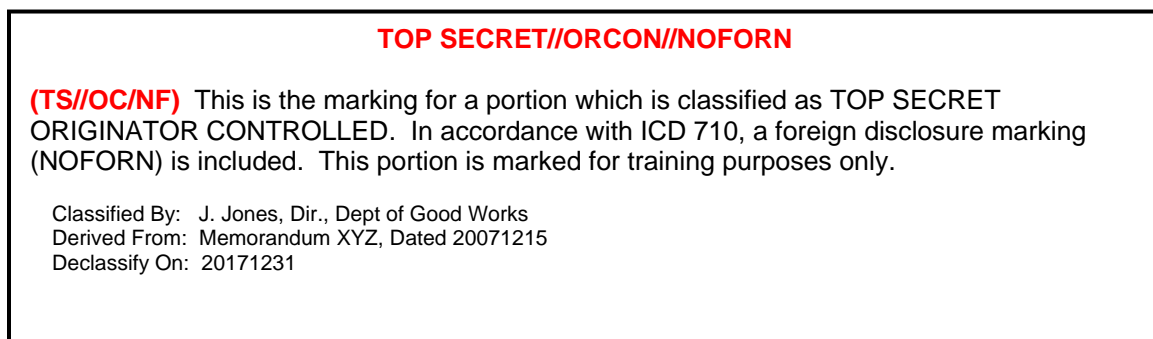 TOP SECRET//ORCON//NOFORN
(TS//OC/NF) This is the marking for a portion which is classified as TOP SECRET
ORIGINATOR CONTROLLED. In accordance with ICD 710, a foreign disclosure marking
(NOFORN) is included. This portion is marked for training purposes only.
Classified By: J. Jones, Dir., Dept of Good Works
Derived From: Memorandum XYZ, Dated 20071215
Declassify On: 20171231